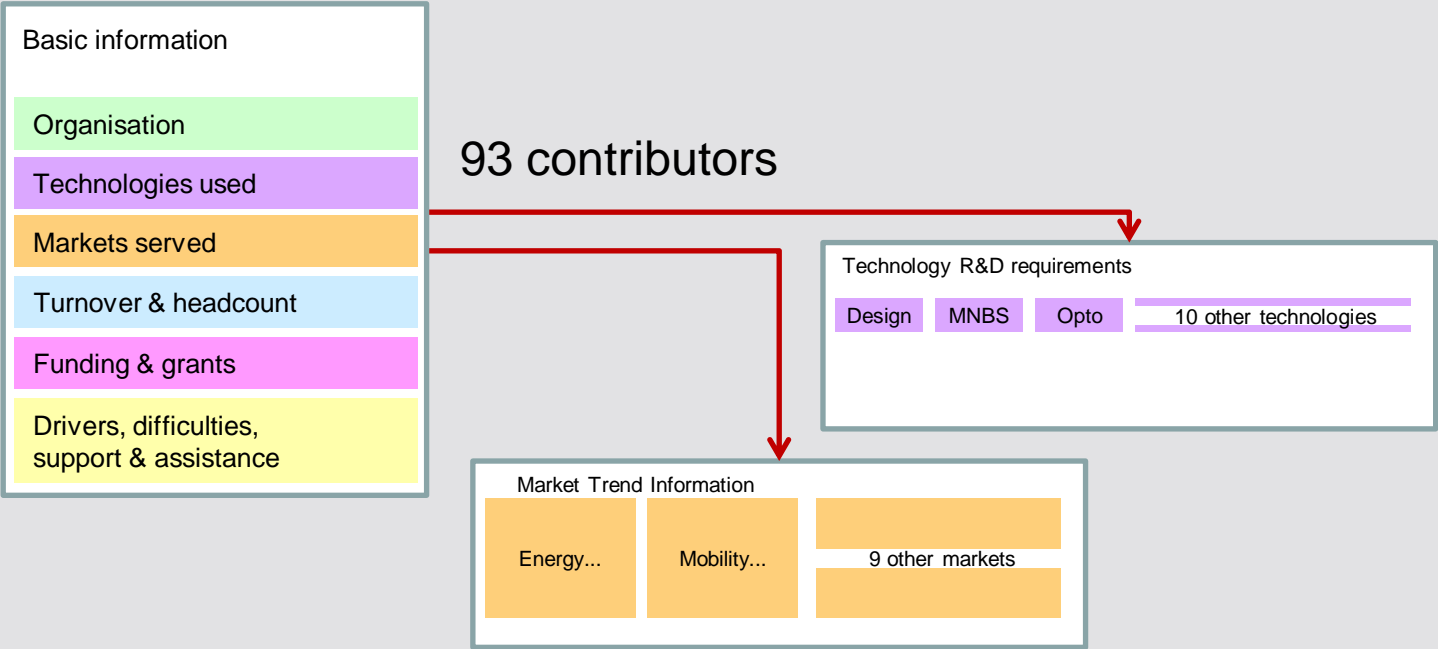 Basic information
Organisation
Technologies used
Markets served
Turnover & headcount
Funding & grants
Drivers, difficulties,
support & assistance
93 contributors
Technology R&D requirements
Design
MNBS
Opto
10 other technologies
Market Trend Information
Energy...
Mobility...
9 other markets